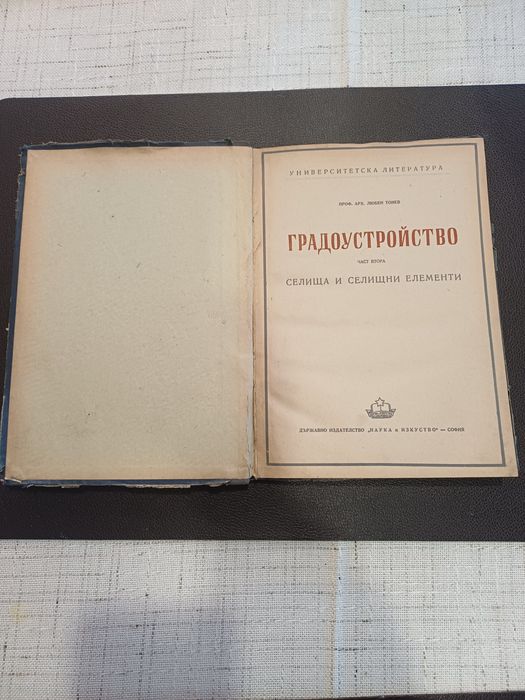 УНИВЕРСИТЕТСКА ЛИТЕРАТУРА
ПРОФ. АРХ. ЛЮБЕН ТОНЕВ
ГРАДОУСТРОЙСТВО
ЧАСТ ВТОРА
СЕЛИЩА И СЕЛИЩНИ ЕЛЕМЕНТИ
ДЪРЖАВНО ИЗДАТЕЛСТВО „НАУКА и ИЗКУСТВО" — СОФИЯ